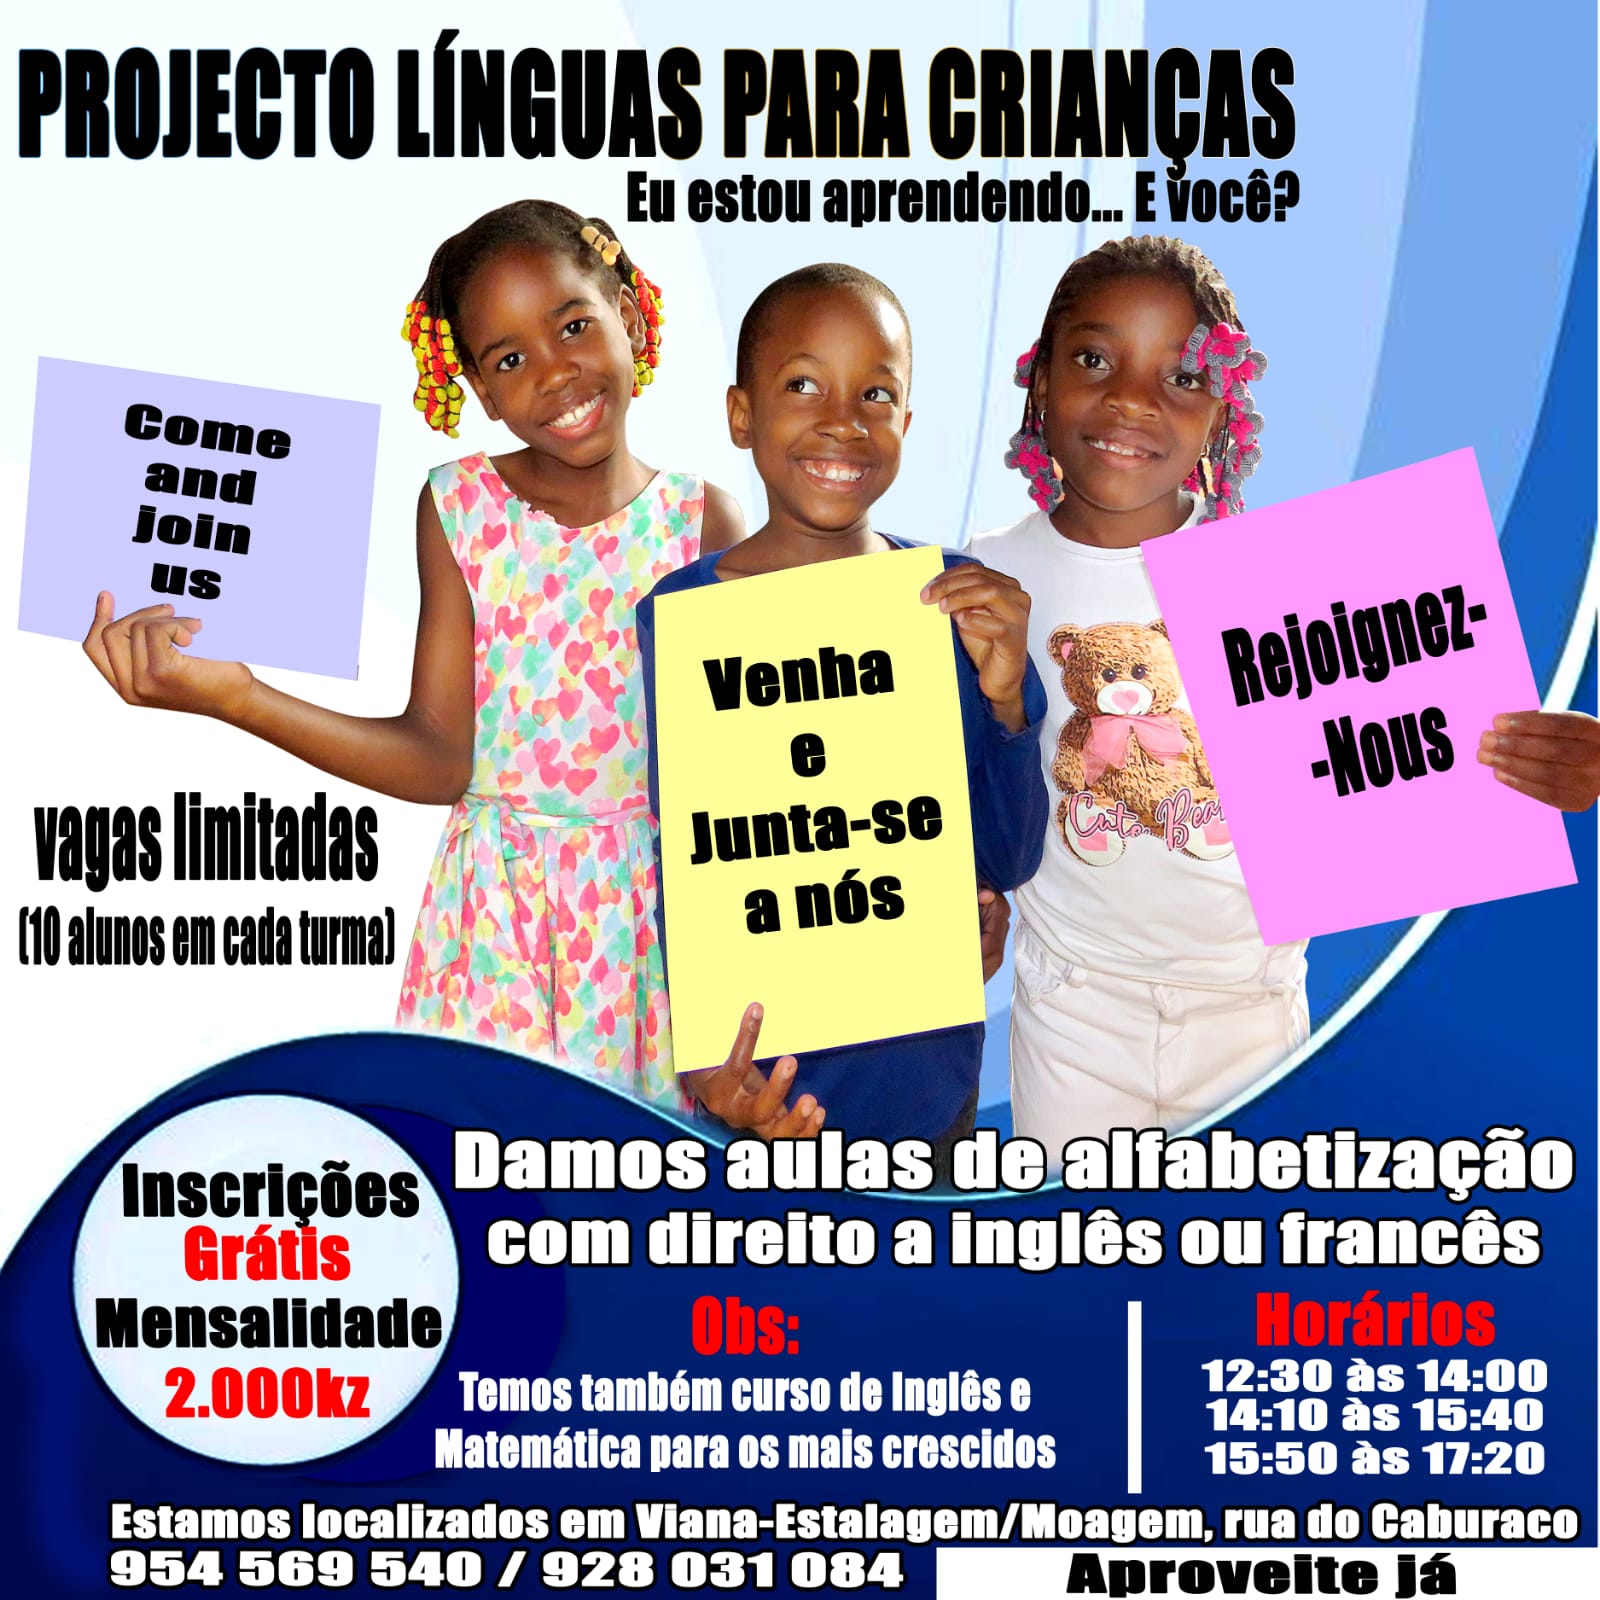 PROJECTO LÍNGUAS PARA CRIANÇAS
Eu estou aprendendo... E você?
Come
and
join
us
Venha
e
Junta-se
a nós
Rejoignez-
-Nous
Cute Bear
vagas limitadas
(10 alunos em cada turma)
Inscrições
Grátis
Mensalidade
2.000kz
Damos aulas de alfabetização
com direito a inglês ou francês
Obs:
Temos também curso de Inglês e
Matemática para os mais crescidos
Horários
12:30 às 14:00
14:10 às 15:40
15:50 às 17:20
Estamos localizados em Viana-Estalagem/Moagem, rua do Caburaco
954 569 540 / 928 031 084
Aproveite já